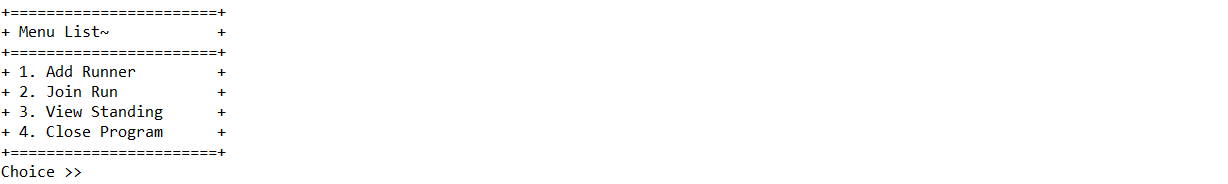 +=======================+
+ Menu List~            +
+=======================+
+ 1. Add Runner         +
+ 2. Join Run           +
+ 3. View Standing      +
+ 4. Close Program      +
+=======================+
Choice >>